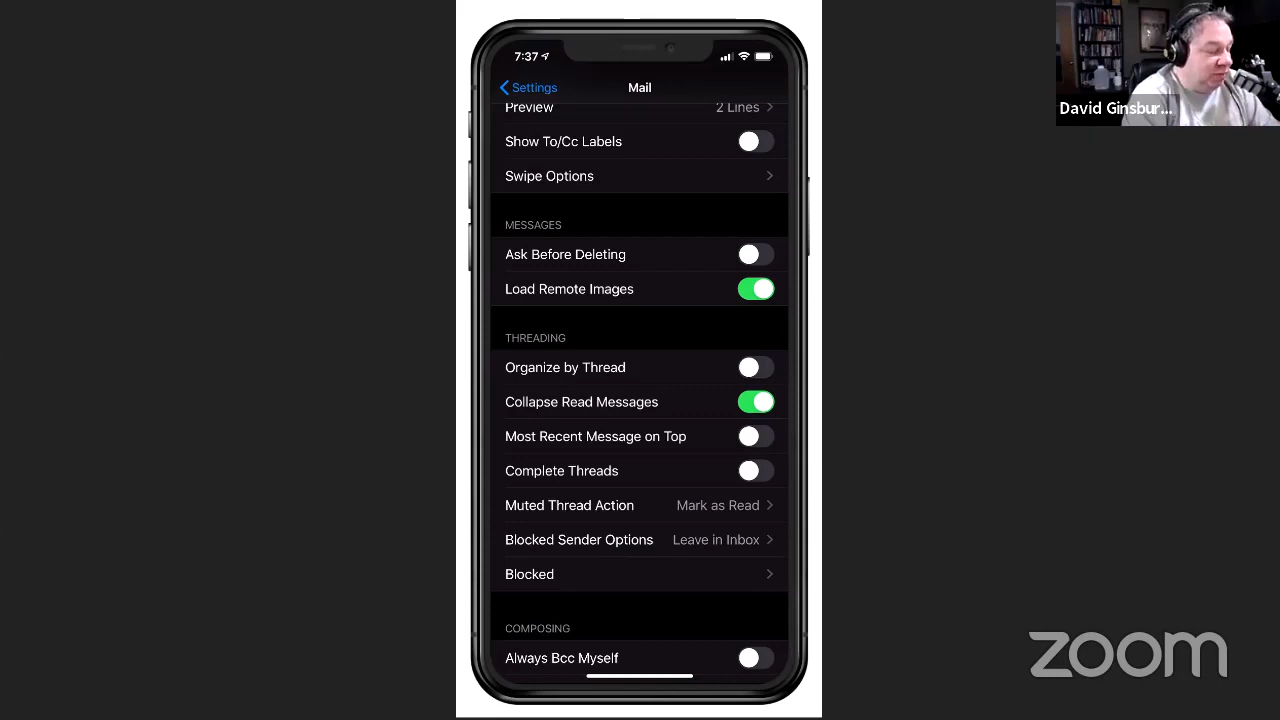 7:37
Settings
Mail
Preview 2 Lines
Show To/Cc Labels
Swipe Options
MESSAGES
Ask Before Deleting
Load Remote Images
THREADING
Organize by Thread
Collapse Read Messages
Most Recent Message on Top
Complete Threads
Muted Thread Action Mark as Read
Blocked Sender Options Leave in Inbox
Blocked
COMPOSING
Always Bcc Myself
David Ginsbur...
zoom